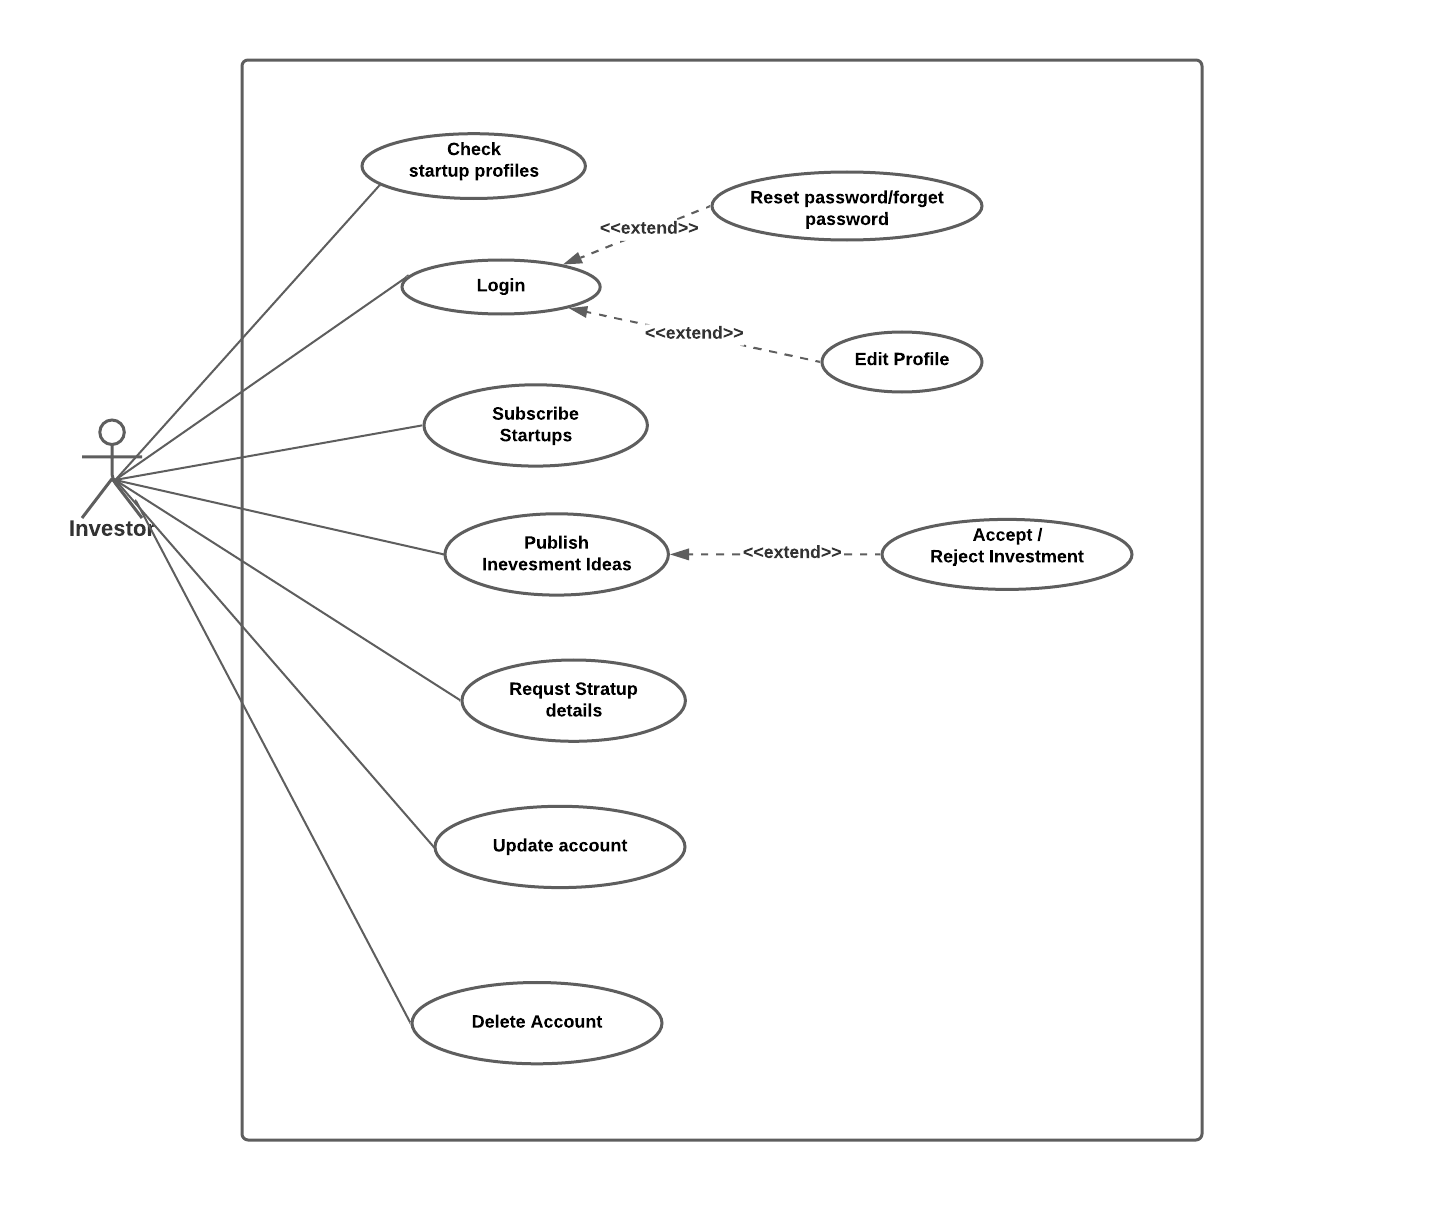 Check
startup profiles
Reset password/forget
password
<<extend>>
Login
<<extend>>
Edit Profile
Subscribe
Startups
Investor
Publish
Inevesment Ideas
<<extend>>
Accept /
Reject Investment
Requst Stratup
details
Update account
Delete Account